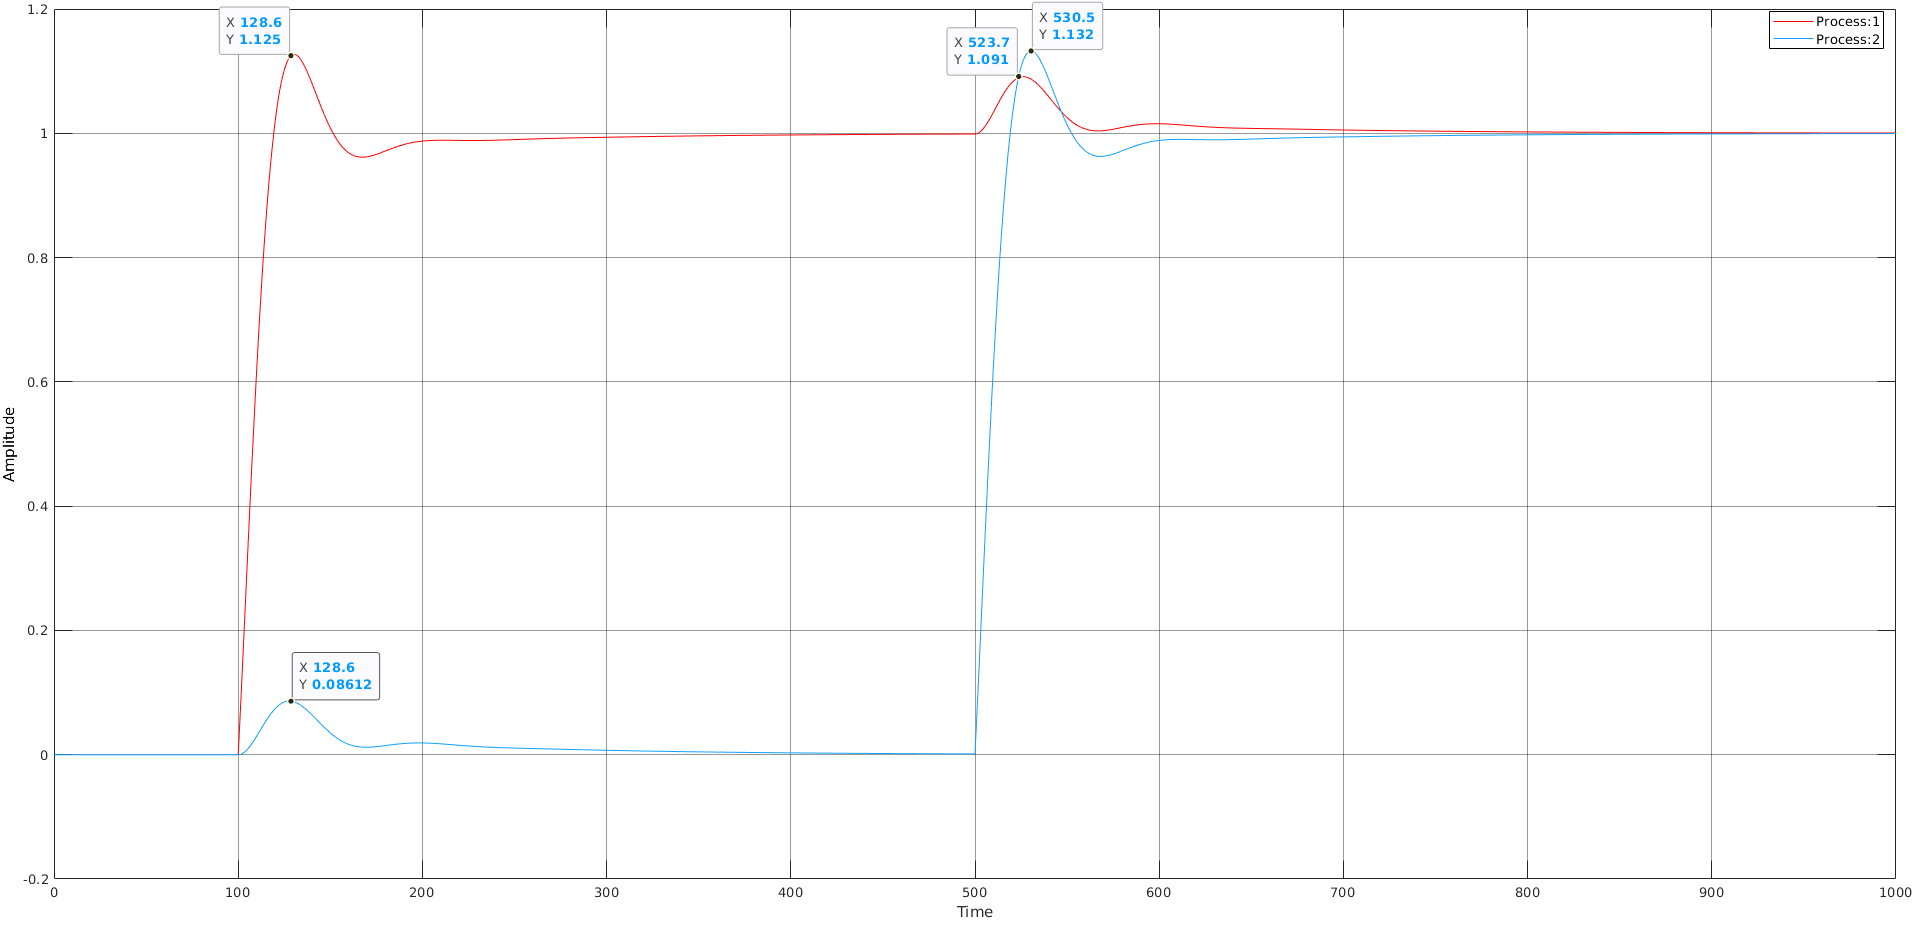 1.2
X 128.6
Y 1.125
X 523.7
Y 1.091
X 530.5
Y 1.132
Process:1
Process:2
1
0.8
0.6
Amplitude
0.4
0.2
X 128.6
Y 0.08612
0
-0.2
0 100 200 300 400 500 600 700 800 900 1000
Time